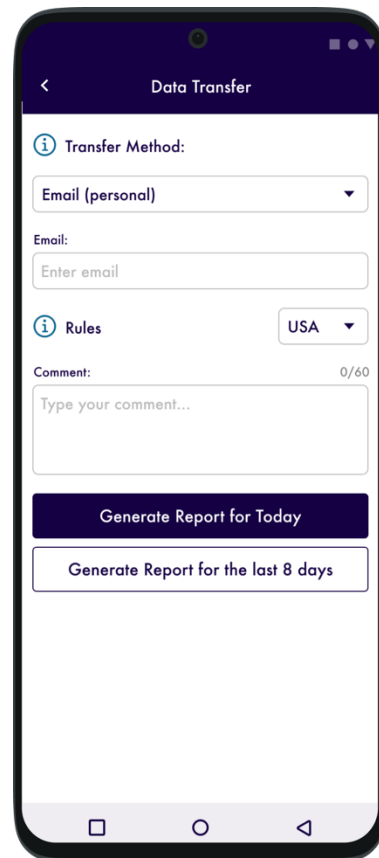 Data Transfer
Transfer Method:
Email (personal)
Email:
Enter email
Rules
USA
Comment:
0/60
Type your comment...
Generate Report for Today
Generate Report for the last 8 days